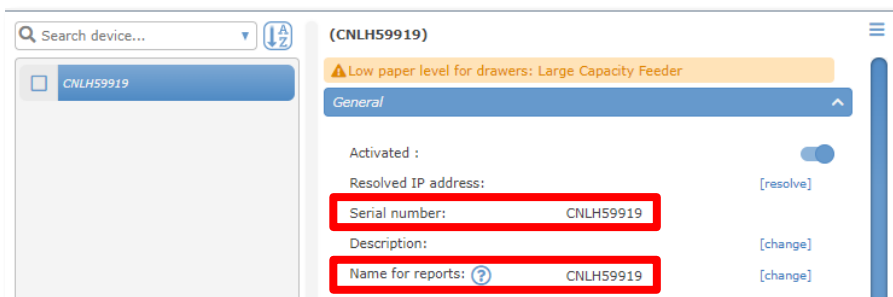 Search device...
CNLH59919
(CNLH59919)
Low paper level for drawers: Large Capacity Feeder
General
Activated :
Resolved IP address: [resolve]
Serial number: CNLH59919
Description: [change]
Name for reports: ? CNLH59919 [change]